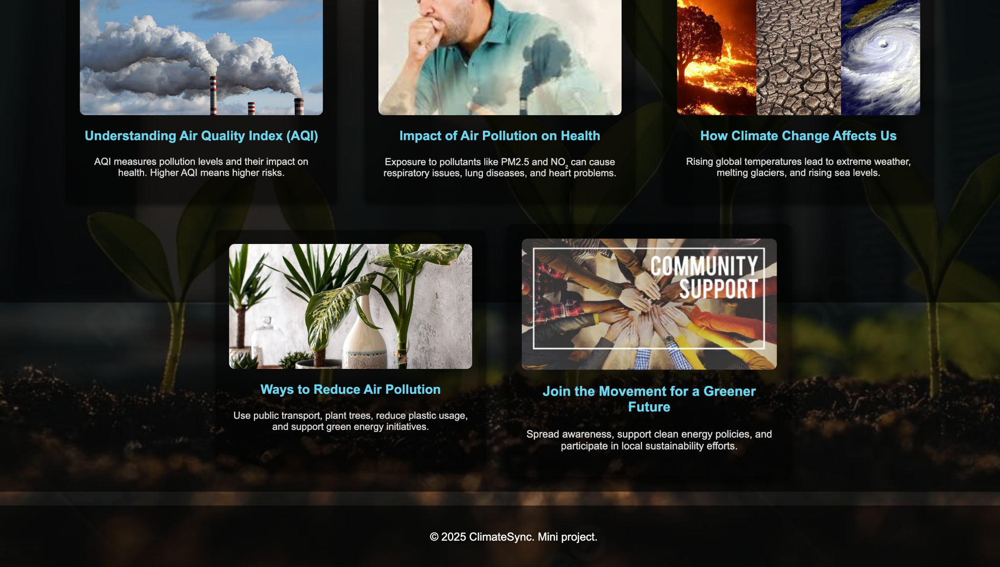 Understanding Air Quality Index (AQI)
AQI measures pollution levels and their impact on
health. Higher AQI means higher risks.
Impact of Air Pollution on Health
Exposure to pollutants like PM2.5 and NO₂ can cause
respiratory issues, lung diseases, and heart problems.
How Climate Change Affects Us
Rising global temperatures lead to extreme weather,
melting glaciers, and rising sea levels.
Ways to Reduce Air Pollution
Use public transport, plant trees, reduce plastic usage,
and support green energy initiatives.
COMMUNITY
SUPPORT
Join the Movement for a Greener
Future
Spread awareness, support clean energy policies, and
participate in local sustainability efforts.
© 2025 ClimateSync. Mini project.